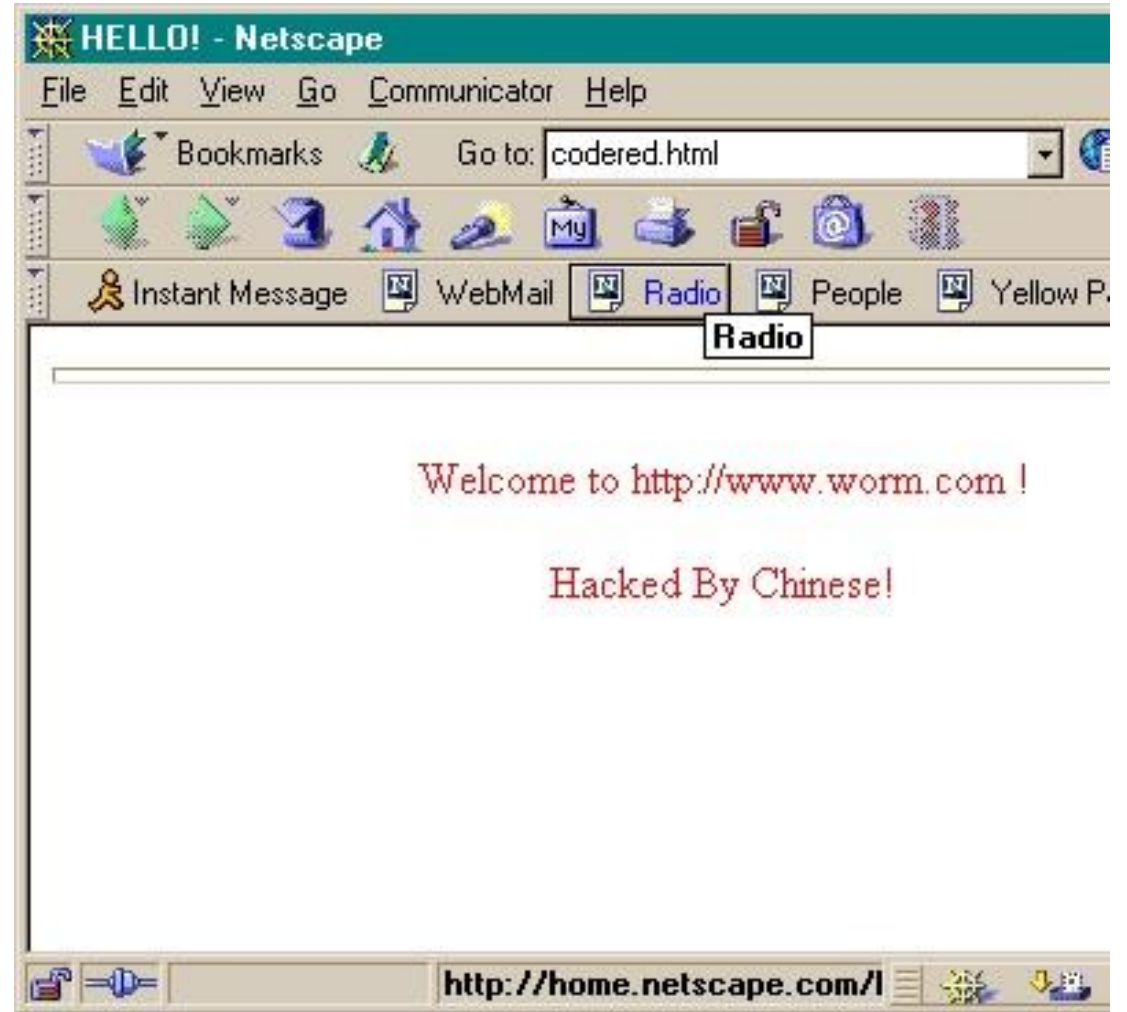 HELLO! - Netscape
File Edit View Go Communicator Help
Bookmarks Go to: codered.html
My
Instant Message WebMail Radio People Yellow P
Radio
Welcome to http://www.worm.com !
Hacked By Chinese!
http://home.netscape.com/